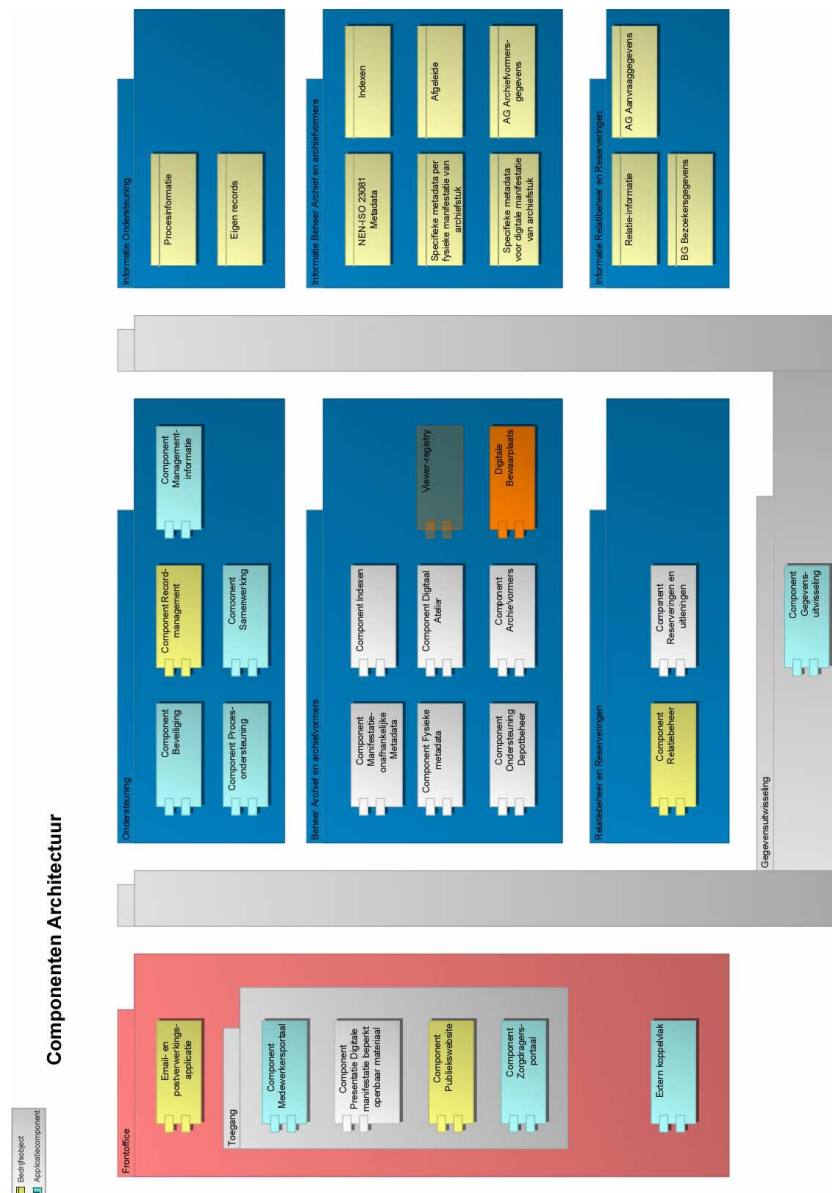 Componenten Architectuur
Bedrijfsobject
Applicatiecomponent
Frontoffice
Email- en
postverwerkings-
applicatie
Toegang
Component
Medewerkersportaal
Component
Presentatie Digitale
manifestatie beperkt
openbaar materiaal
Component
Publiekswebsite
Component
Zorgdragers-
portaal
Extern koppelvlak
Ondersteuning
Component
Beveiliging
Component Record-
management
Component
Management-
informatie
Component Proces-
ondersteuning
Component
Samenwerking
Beheer Archief en archiefvormers
Component
Manifestatie-
onafhankelijke
Metadata
Component Indexen
Component Fysieke
metadata
Component Digitaal
Atelier
Viewer-registry
Component
Ondersteuning
Depotbeheer
Component
Archiefvormers
Digitale
Bewaarplaats
Relatiebeheer en Reserveringen
Component
Relatiebeheer
Component
Reserveringen en
uitleningen
Gegevensuitwisseling
Component
Gegevens-
uitwisseling
Informatie Ondersteuning
Procesinformatie
Eigen records
Informatie Beheer Archief en archiefvormers
NEN-ISO 23081
Metadata
Indexen
Specifieke metadata per
fysieke manifestatie van
archiefstuk
Afgeleide
Specifieke metadata
voor digitale manifestatie
van archiefstuk
AG Archiefvormers-
gegevens
Informatie Relatibeheer en Reserveringen
Relatie-informatie
AG Aanvraaggegevens
BG Bezoekersgegevens